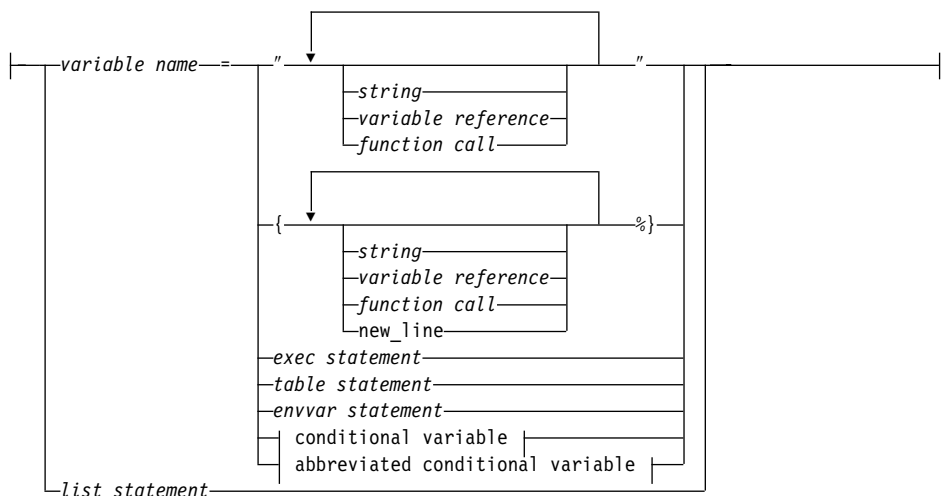 variable name = " "
string
variable reference
function call
{ %}
string
variable reference
function call
new_line
exec statement
table statement
envvar statement
conditional variable
abbreviated conditional variable
list statement